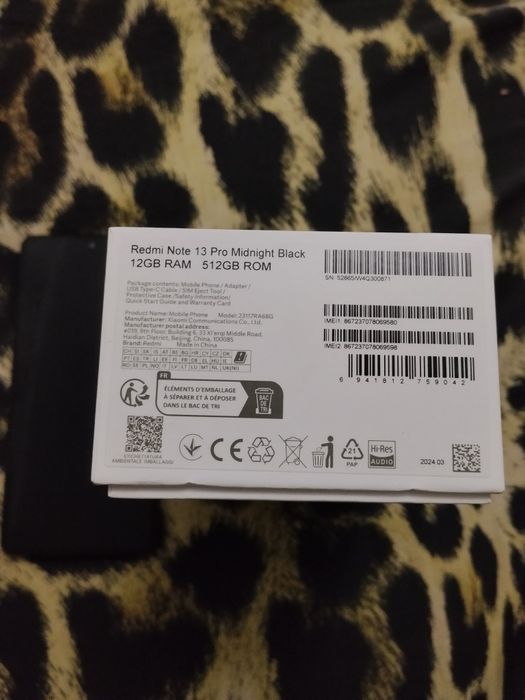 Redmi Note 13 Pro Midnight Black
12GB RAM 512GB ROM
Package contents: Mobile Phone / Adapter /
USB Type-C Cable / SIM Eject Tool /
Protective Case /Safety Information/
Quick Start Guide and Warranty Card
Product Name: Mobile Phone Model: 23117RA68G
Manufacturer: Xiaomi Communications Co., Ltd.
Manufacturer postal address:
#019, 9th Floor, Building 6, 33 Xi'erqi Middle Road,
Haidian District, Beijing, China, 100085
Brand: Redmi Made in China
SN: 52865/W4Q300871
IMEI1: 867237078069580
IMEI2: 867237078069598
6 941812 759042
FR
ÉLÉMENTS D'EMBALLAGE
À SÉPARER ET À DÉPOSER
DANS LE BAC DE TRI
BAC
DE
TRI
ETICHETTATURA
AMBIENTALE IMBALLAGGI
CE
21
PAP
Hi-Res
AUDIO
2024.03